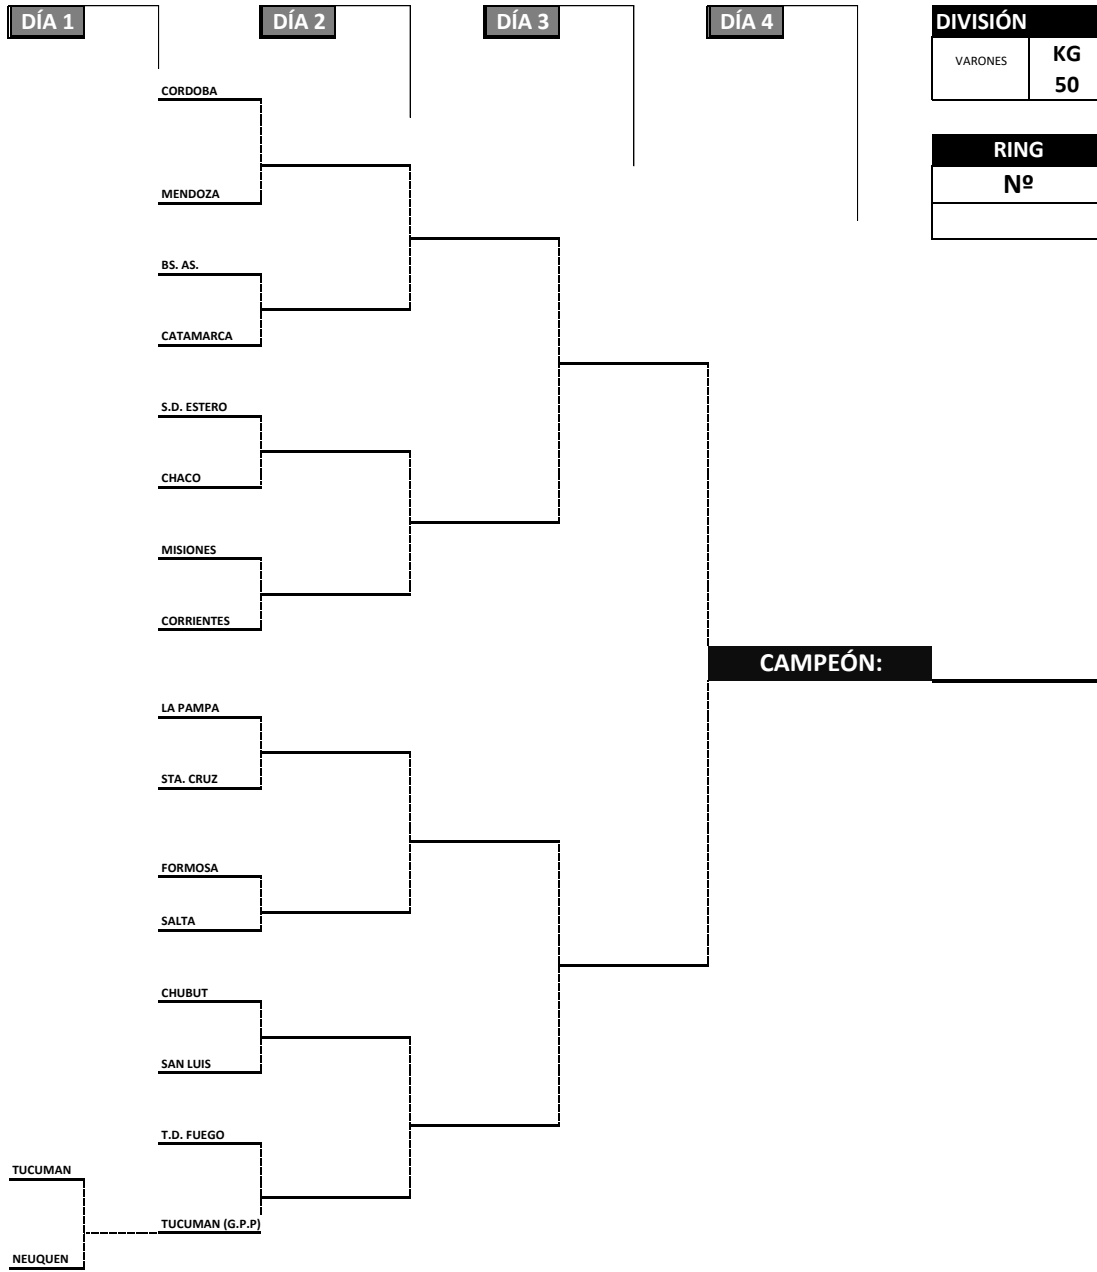 DÍA 1
DÍA 2
DÍA 3
DÍA 4
DIVISIÓN
VARONES
KG
50
RING
Nº
CORDOBA
MENDOZA
BS. AS.
CATAMARCA
S.D. ESTERO
CHACO
MISIONES
CORRIENTES
CAMPEÓN:
LA PAMPA
STA. CRUZ
FORMOSA
SALTA
CHUBUT
SAN LUIS
T.D. FUEGO
TUCUMAN
TUCUMAN (G.P.P)
NEUQUEN